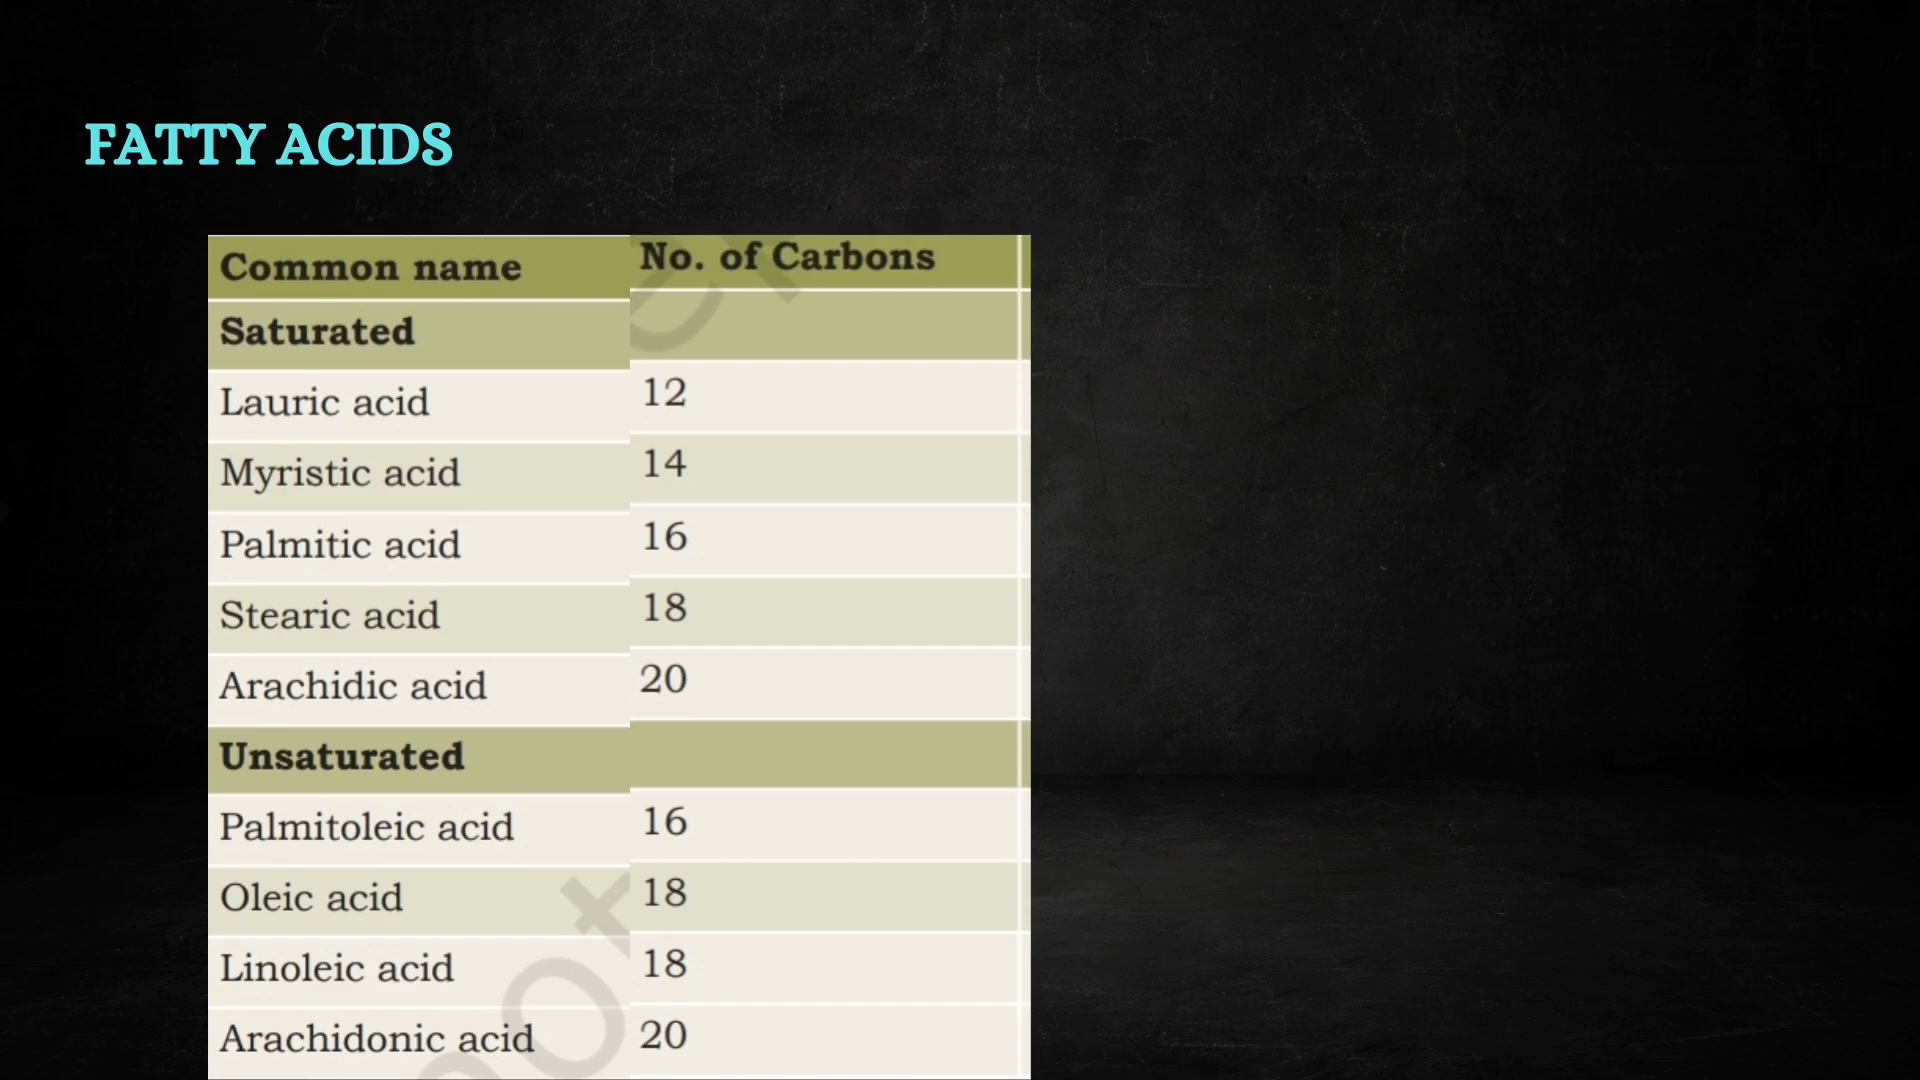 FATTY ACIDS
Common name No. of Carbons
Saturated
Lauric acid 12
Myristic acid 14
Palmitic acid 16
Stearic acid 18
Arachidic acid 20
Unsaturated
Palmitoleic acid 16
Oleic acid 18
Linoleic acid 18
Arachidonic acid 20